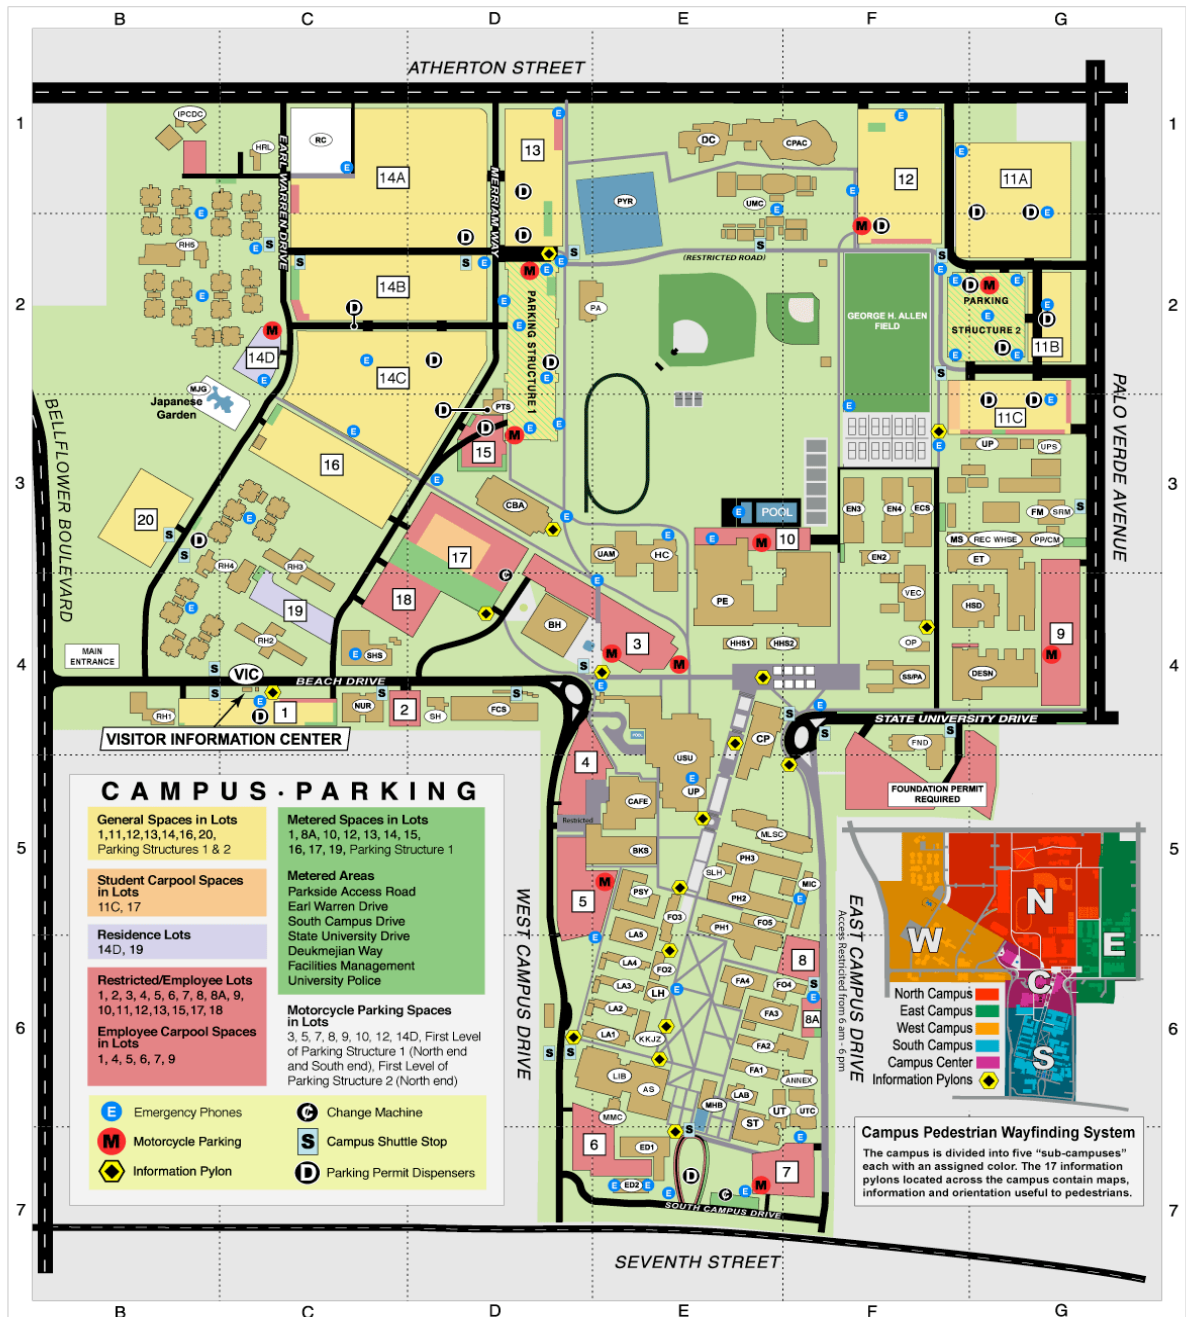 B C D E F G
ATHERTON STREET
1
1
IPCDC
HRL
RC
EARL WARREN DRIVE
14A
MERRIAM WAY
13
D
DC
CPAC
PYR
UMC
12
11A
RH5
(RESTRICTED ROAD)
2
2
14B
PARKING STRUCTURE 1
PA
GEORGE H. ALLEN
FIELD
PARKING
STRUCTURE 2
11B
14D
14C
MJG
Japanese
Garden
PTS
15
11C
PALO VERDE AVENUE
BELLFLOWER BOULEVARD
16
UP
UPS
3
3
20
CBA
POOL
EN3
EN4
ECS
FM
SRM
10
MS
REC WHSE
PP/CM
17
UAM
HC
EN2
ET
RH4
RH3
18
19
PE
VEC
HSD
BH
3
9
RH2
HHS1
HHS2
OP
4
4
MAIN
ENTRANCE
SHS
VIC
BEACH DRIVE
SS/PA
DESN
RH1
1
NUR
2
SH
FCS
STATE UNIVERSITY DRIVE
VISITOR INFORMATION CENTER
POOL
CP
FND
4
USU
UP
FOUNDATION PERMIT
REQUIRED
CAFE
Restricted
MLSC
5
5
BKS
PH3
SLH
MIC
PSY
PH2
5
FO3
FO5
LA5
PH1
WEST CAMPUS DRIVE
EAST CAMPUS DRIVE
Access Restricted from 6 am - 6 pm
LA4
FO2
8
LA3
LH
FA4
FO4
LA2
FA3
8A
6
6
LA1
KKJZ
FA2
LIB
AS
FA1
ANNEX
MHB
LAB
MMC
UT
UTC
ST
6
ED1
7
ED2
SOUTH CAMPUS DRIVE
7
7
SEVENTH STREET
CAMPUS · PARKING
General Spaces in Lots
1,11,12,13,14,16, 20,
Parking Structures 1 & 2
Student Carpool Spaces
in Lots
11C, 17
Residence Lots
14D, 19
Restricted/Employee Lots
1, 2, 3, 4, 5, 6, 7, 8, 8A, 9,
10,11,12,13,15,17,18
Employee Carpool Spaces
in Lots
1, 4, 5, 6, 7, 9
Metered Spaces in Lots
1, 8A, 10, 12, 13, 14, 15,
16, 17, 19, Parking Structure 1
Metered Areas
Parkside Access Road
Earl Warren Drive
South Campus Drive
State University Drive
Deukmejian Way
Facilities Management
University Police
Motorcycle Parking Spaces
in Lots
3, 5, 7, 8, 9, 10, 12, 14D, First Level
of Parking Structure 1 (North end
and South end), First Level of
Parking Structure 2 (North end)
E Emergency Phones
M Motorcycle Parking
Information Pylon
C Change Machine
S Campus Shuttle Stop
D Parking Permit Dispensers
N
W
E
C
S
North Campus
East Campus
West Campus
South Campus
Campus Center
Information Pylons
Campus Pedestrian Wayfinding System
The campus is divided into five "sub-campuses"
each with an assigned color. The 17 information
pylons located across the campus contain maps,
information and orientation useful to pedestrians.
B C D E F G